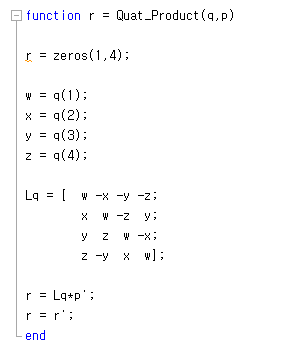 function r = Quat_Product(q,p)
r = zeros(1,4);
w = q(1);
x = q(2);
y = q(3);
z = q(4);
Lq = [ w -x -y -z;
x w -z y;
y z w -x;
z -y x w];
r = Lq*p';
r = r';
end